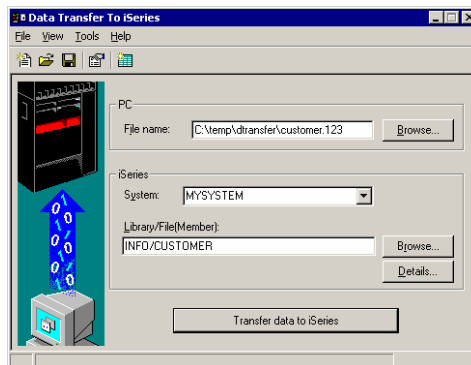 Data Transfer To iSeries
File View Tools Help
PC
File name: C:\temp\dtransfer\customer.123 Browse...
iSeries
System: MYSYSTEM
Library/File(Member):
INFO/CUSTOMER Browse...
Details...
Transfer data to iSeries